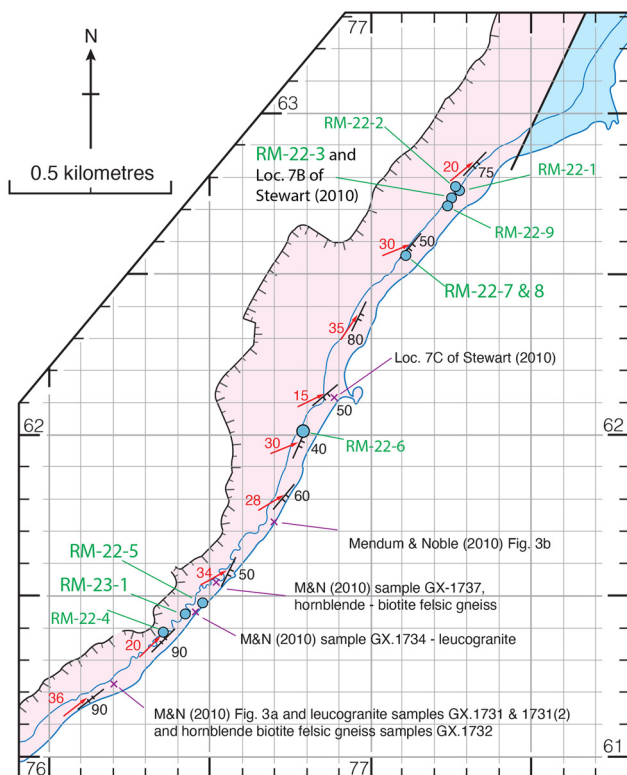 77
N
63
RM-22-2
0.5 kilometres
RM-22-3 and
Loc. 7B of
Stewart (2010)
20
75
RM-22-1
RM-22-9
30
50
RM-22-7 & 8
35
80
Loc. 7C of Stewart (2010)
15
50
62
62
30
40
RM-22-6
28
60
Mendum & Noble (2010) Fig. 3b
RM-22-5
34
50
RM-23-1
M&N (2010) sample GX-1737,
hornblende - biotite felsic gneiss
RM-22-4
20
90
M&N (2010) sample GX.1734 - leucogranite
36
90
M&N (2010) Fig. 3a and leucogranite samples GX.1731 & 1731(2)
and hornblende biotite felsic gneiss samples GX.1732
61
76
77